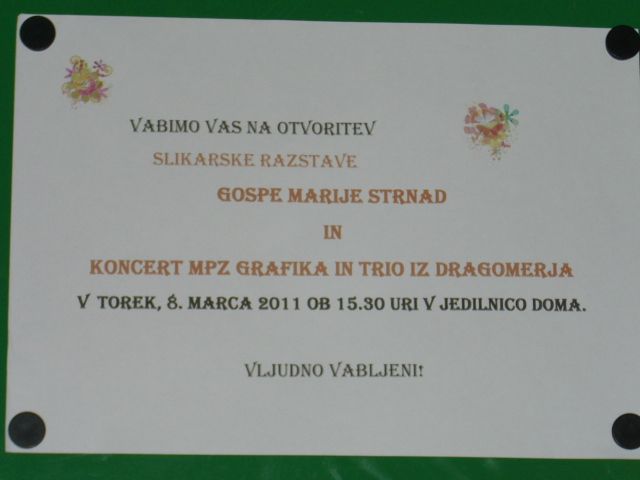 VABIMO VAS NA OTVORITEV
SLIKARSKE RAZSTAVE
GOSPE MARIJE STRNAD
IN
KONCERT MPZ GRAFIKA IN TRIO IZ DRAGOMERJA
V TOREK, 8. MARCA 2011 OB 15.30 URI V JEDILNICO DOMA.
VLJUDNO VABLJENI!